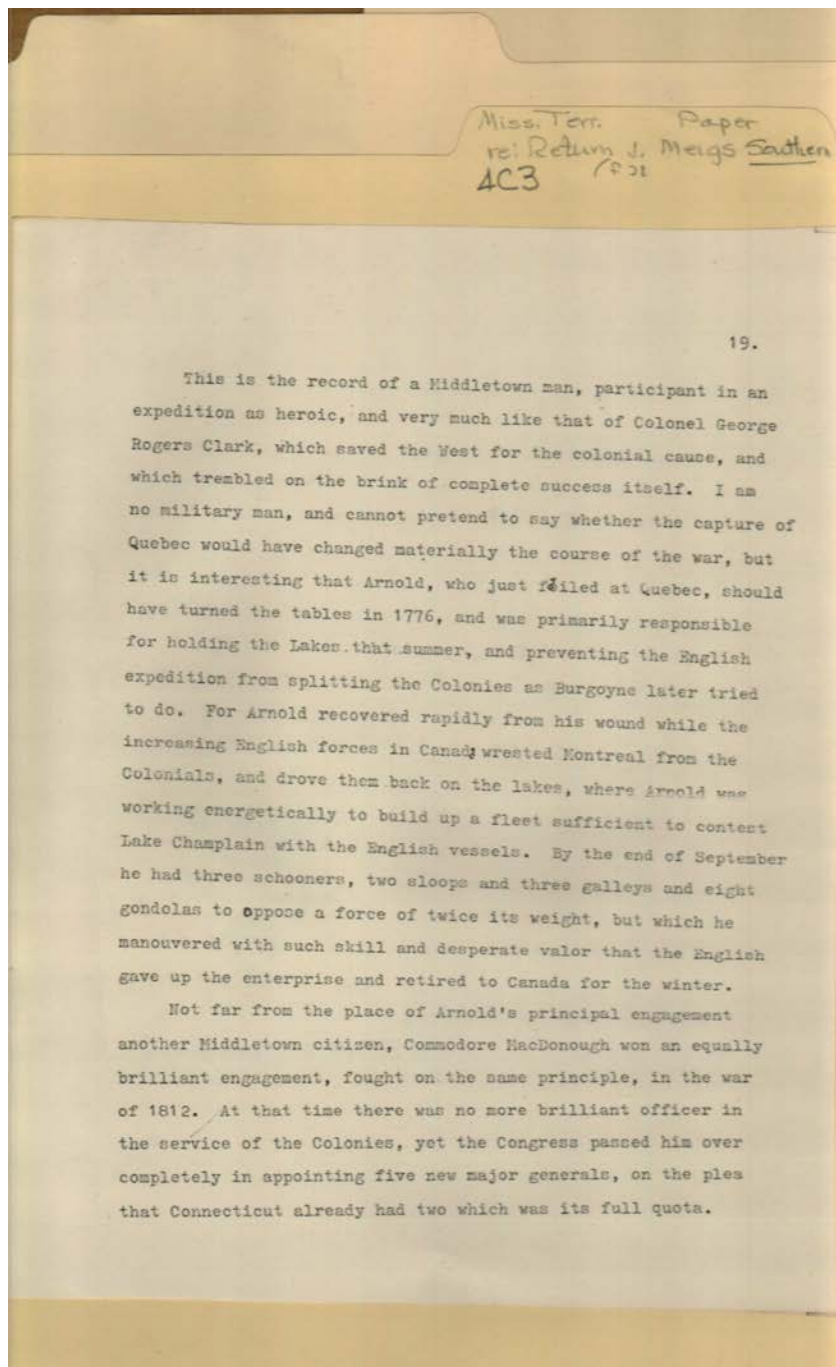 Miss. Terr. Paper
re: Return J. Meigs Southern
4C3
19.
This is the record of a Middletown man, participant in an
expedition as heroic, and very much like that of Colonel George
Rogers Clark, which saved the West for the colonial cause, and
which trembled on the brink of complete success itself. I am
no military man, and cannot pretend to say whether the capture of
Quebec would have changed materially the course of the war, but
it is interesting that Arnold, who just failed at Quebec, should
have turned the tables in 1776, and was primarily responsible
for holding the Lakes that summer, and preventing the English
expedition from splitting the Colonies as Burgoyne later tried
to do. For Arnold recovered rapidly from his wound while the
increasing English forces in Canada wrested Montreal from the
Colonials, and drove them back on the lakes, where Arnold was
working energetically to build up a fleet sufficient to contest
Lake Champlain with the English vessels. By the end of September
he had three schooners, two sloops and three galleys and eight
gondolas to oppose a force of twice its weight, but which he
manouvered with such skill and desperate valor that the English
gave up the enterprise and retired to Canada for the winter.
Not far from the place of Arnold's principal engagement
another Middletown citizen, Commodore MacDonough won an equally
brilliant engagement, fought on the same principle, in the war
of 1812. At that time there was no more brilliant officer in
the service of the Colonies, yet the Congress passed him over
completely in appointing five new major generals, on the plea
that Connecticut already had two which was its full quota.